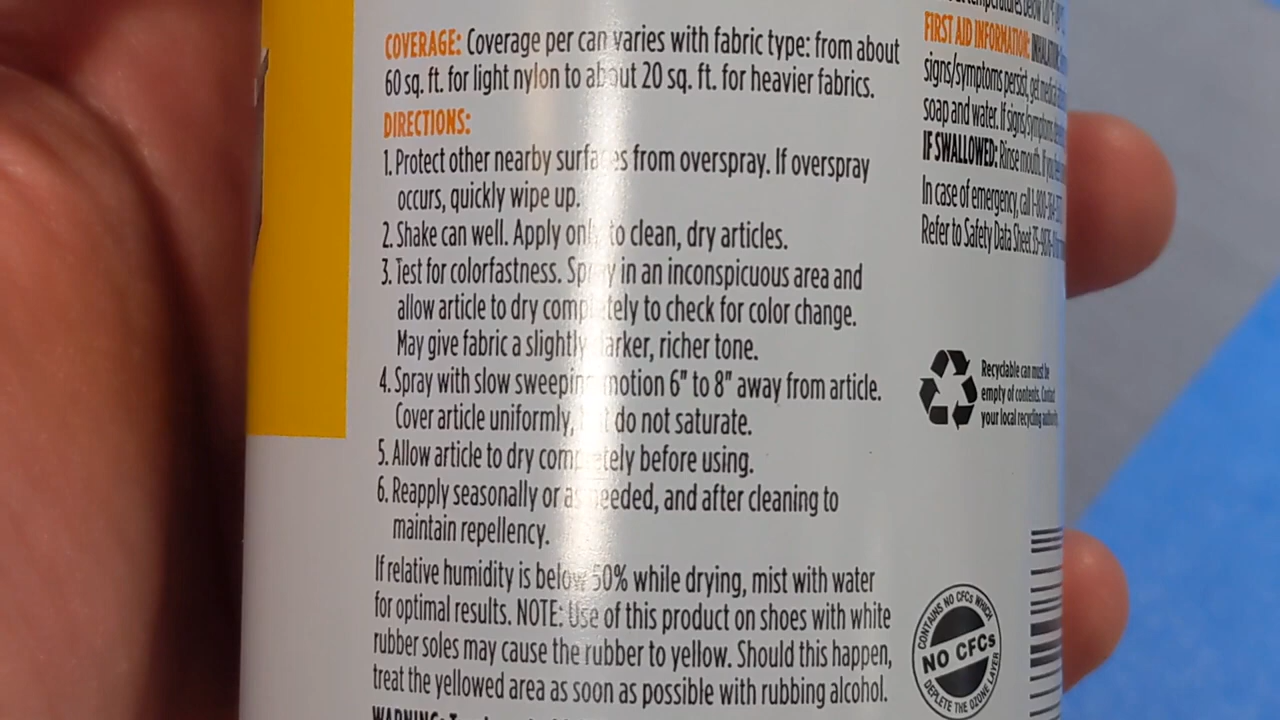 COVERAGE: Coverage per can varies with fabric type: from about
60 sq. ft. for light nylon to about 20 sq. ft. for heavier fabrics.
DIRECTIONS:
1. Protect other nearby surfaces from overspray. If overspray
occurs, quickly wipe up.
2. Shake can well. Apply only to clean, dry articles.
3. Test for colorfastness. Spray in an inconspicuous area and
allow article to dry completely to check for color change.
May give fabric a slightly darker, richer tone.
4. Spray with slow sweeping motion 6" to 8" away from article.
Cover article uniformly, but do not saturate.
5. Allow article to dry completely before using.
6. Reapply seasonally or as needed, and after cleaning to
maintain repellency.
If relative humidity is below 50% while drying, mist with water
for optimal results. NOTE: Use of this product on shoes with white
rubber soles may cause the rubber to yellow. Should this happen,
treat the yellowed area as soon as possible with rubbing alcohol.
WARNING:
temperatures below
FIRST AID INFORMATION: INHALATION:
signs/symptoms persist, get
soap and water. If signs/symptoms
IF SWALLOWED: Rinse mouth. If you
In case of emergency, call
Refer to Safety Data Sheet
Recyclable can must be
empty of contents. Contact
your local recycling authority.
CONTAINS NO CFCs WHICH
NO CFCs
DEPLETE THE OZONE LAYER